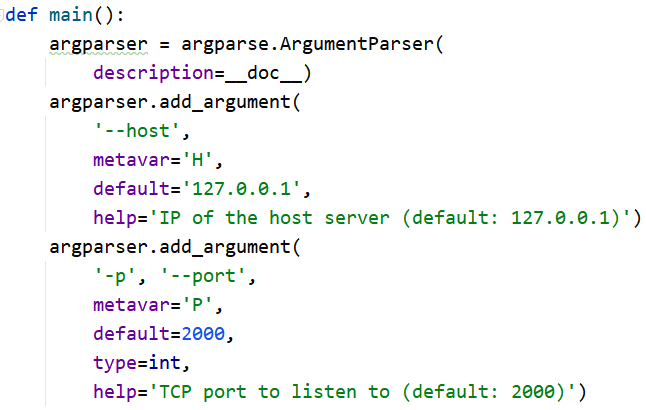 def main():
    argparser = argparse.ArgumentParser(
        description=__doc__)
    argparser.add_argument(
        '--host',
        metavar='H',
        default='127.0.0.1',
        help='IP of the host server (default: 127.0.0.1)')
    argparser.add_argument(
        '-p', '--port',
        metavar='P',
        default=2000,
        type=int,
        help='TCP port to listen to (default: 2000)')